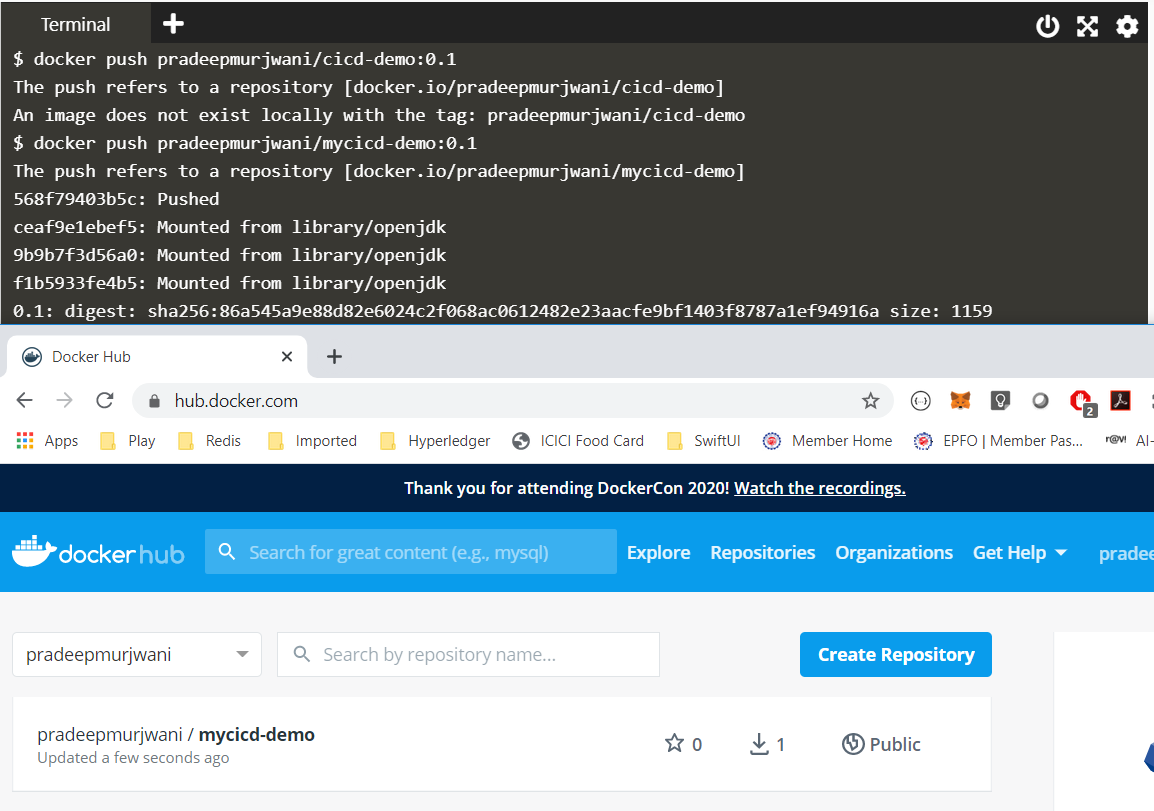 Terminal
$ docker push pradeepmurjwani/cicd-demo:0.1
The push refers to a repository [docker.io/pradeepmurjwani/cicd-demo]
An image does not exist locally with the tag: pradeepmurjwani/cicd-demo
$ docker push pradeepmurjwani/mycicd-demo:0.1
The push refers to a repository [docker.io/pradeepmurjwani/mycicd-demo]
568f79403b5c: Pushed
ceaf9e1ebef5: Mounted from library/openjdk
9b9b7f3d56a0: Mounted from library/openjdk
f1b5933fe4b5: Mounted from library/openjdk
0.1: digest: sha256:86a545a9e88d82e6024c2f068ac0612482e23aacfe9bf1403f8787a1ef94916a size: 1159
Docker Hub
hub.docker.com
2
Apps Play Redis Imported Hyperledger ICICI Food Card SwiftUI Member Home EPFO | Member Pas... r@v! AI-
Thank you for attending DockerCon 2020! Watch the recordings.
docker hub Search for great content (e.g., mysql) Explore Repositories Organizations Get Help pradee
pradeepmurjwani Search by repository name... Create Repository
pradeepmurjwani / mycicd-demo 0 1 Public
Updated a few seconds ago